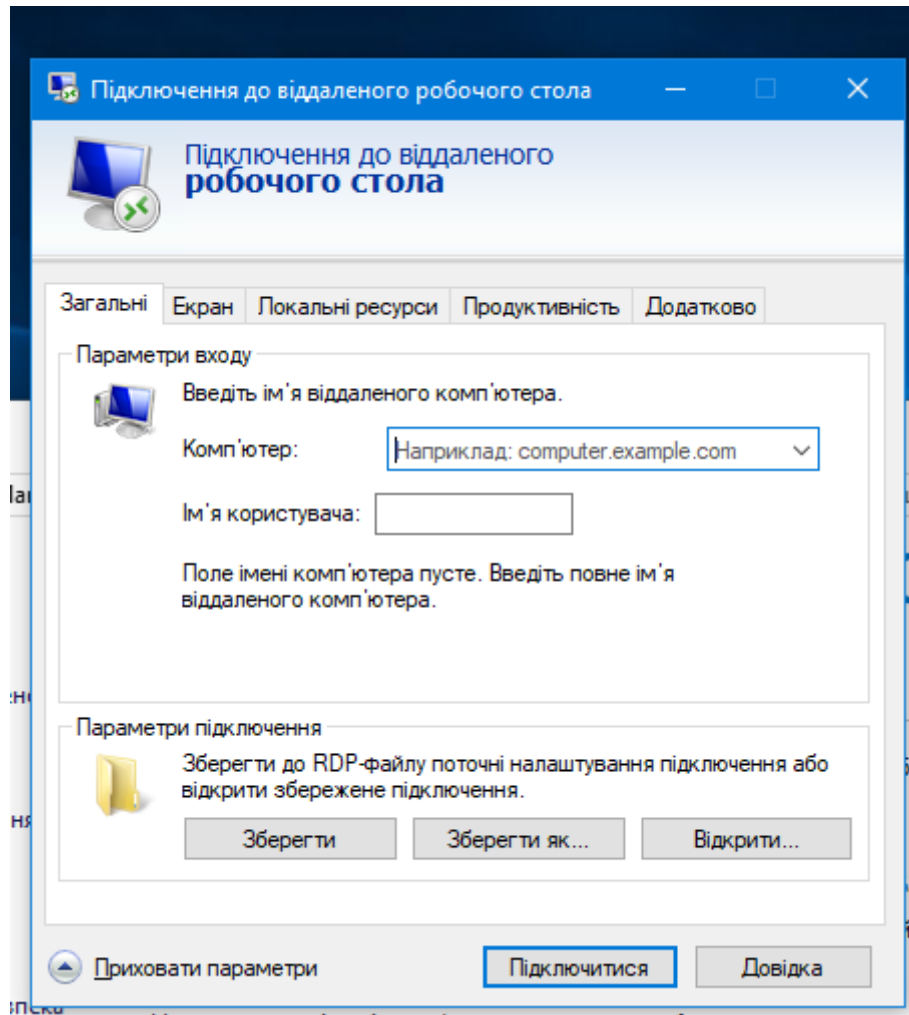 Підключення до віддаленого робочого стола
Підключення до віддаленого
робочого стола
Загальні Екран Локальні ресурси Продуктивність Додатково
Параметри входу
Введіть ім'я віддаленого комп'ютера.
Комп'ютер: Наприклад: computer.example.com
Ім'я користувача:
Поле імені комп'ютера пусте. Введіть повне ім'я
віддаленого комп'ютера.
Параметри підключення
Зберегти до RDP-файлу поточні налаштування підключення або
відкрити збережене підключення.
Зберегти Зберегти як... Відкрити...
Приховати параметри Підключитися Довідка